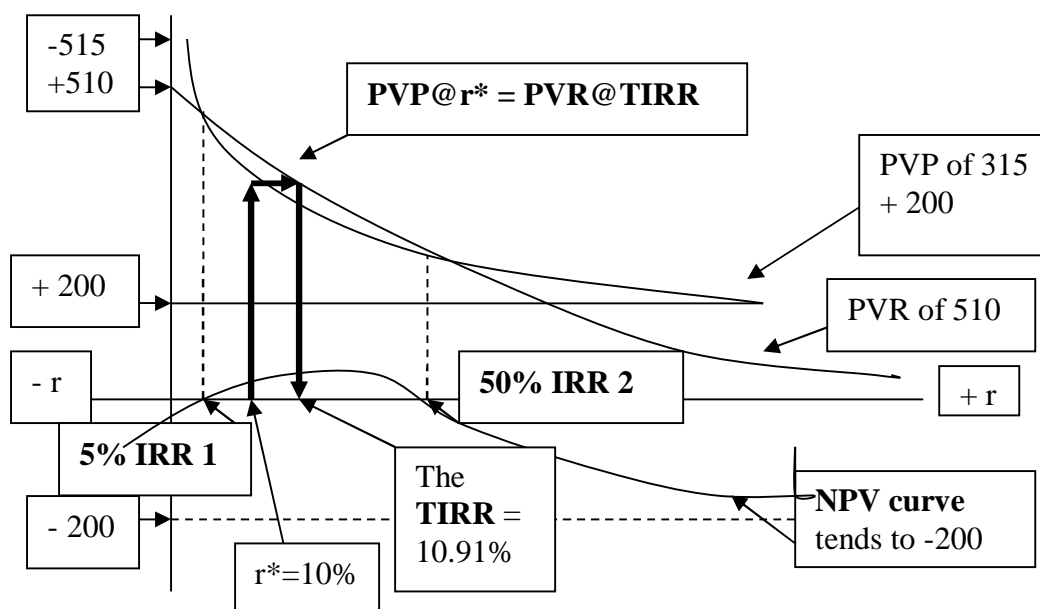 -515
+510
PVP@r* = PVR@TIRR
PVP of 315
+ 200
+ 200
PVR of 510
- r
50% IRR 2
+ r
5% IRR 1
The
TIRR =
10.91%
NPV curve
tends to -200
- 200
r*=10%